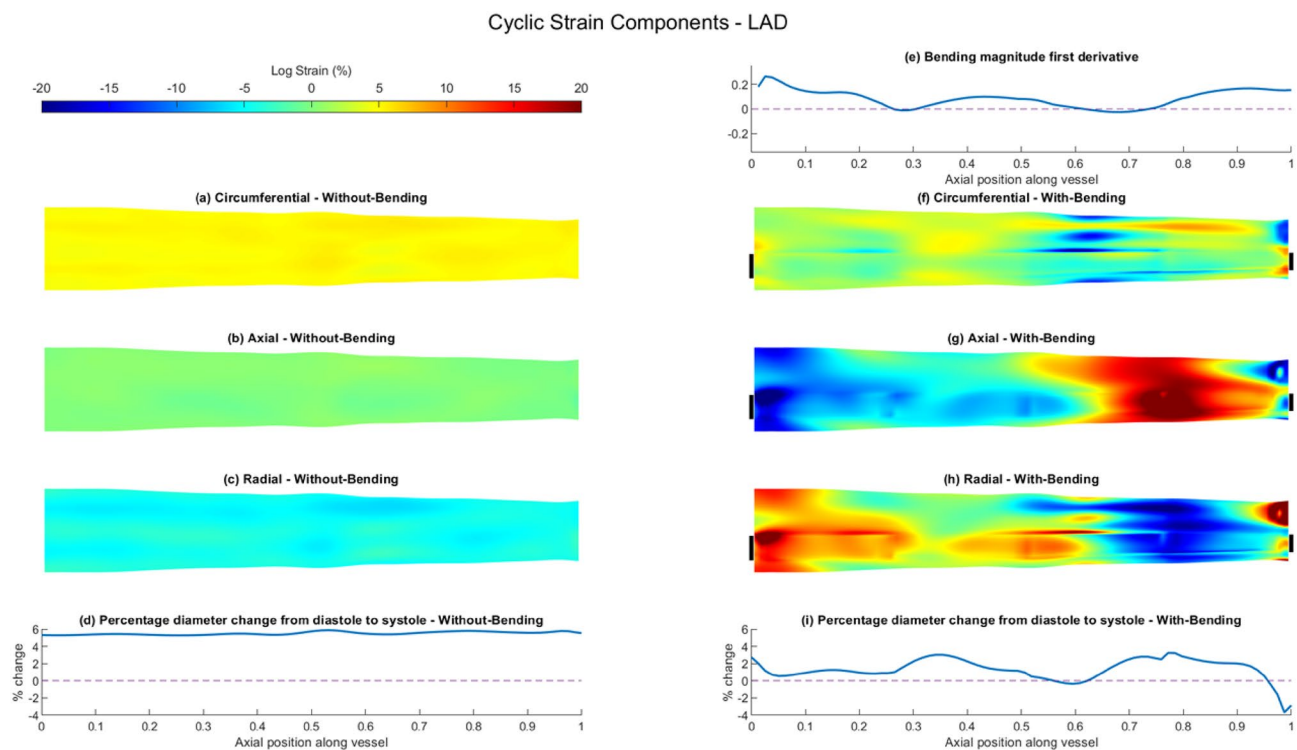 Cyclic Strain Components - LAD
Log Strain (%)
-20 -15 -10 -5 0 5 10 15 20
(a) Circumferential - Without-Bending
(b) Axial - Without-Bending
(c) Radial - Without-Bending
(d) Percentage diameter change from diastole to systole - Without-Bending
% change
6
4
2
0
-2
-4
0 0.1 0.2 0.3 0.4 0.5 0.6 0.7 0.8 0.9 1
Axial position along vessel
(e) Bending magnitude first derivative
0.2
0
-0.2
0 0.1 0.2 0.3 0.4 0.5 0.6 0.7 0.8 0.9 1
Axial position along vessel
(f) Circumferential - With-Bending
(g) Axial - With-Bending
(h) Radial - With-Bending
(i) Percentage diameter change from diastole to systole - With-Bending
% change
6
4
2
0
-2
-4
0 0.1 0.2 0.3 0.4 0.5 0.6 0.7 0.8 0.9 1
Axial position along vessel